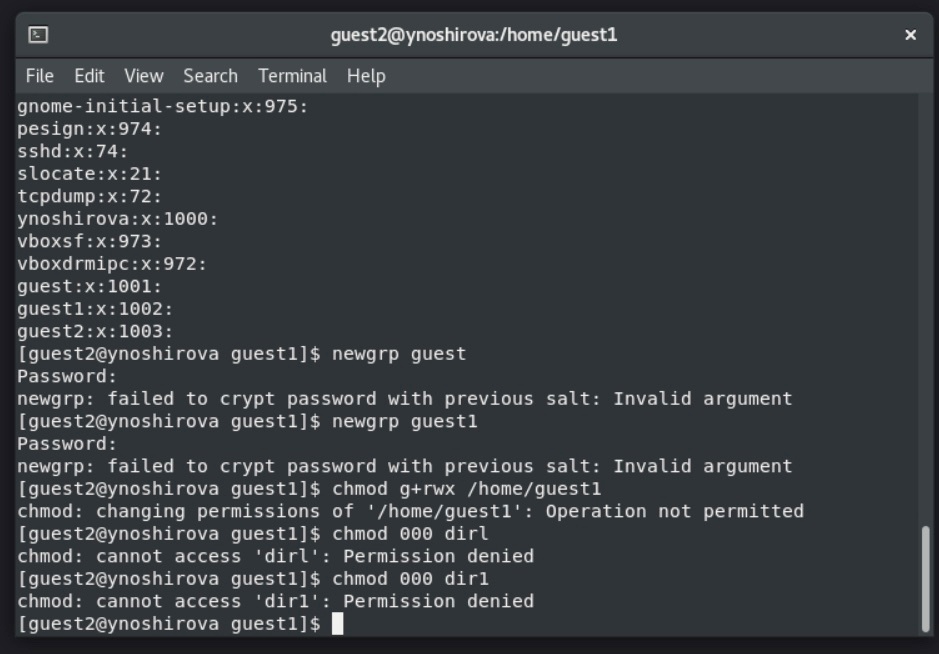 guest2@ynoshirova:/home/guest1
File Edit View Search Terminal Help
gnome-initial-setup:x:975:
pesign:x:974:
sshd:x:74:
slocate:x:21:
tcpdump:x:72:
ynoshirova:x:1000:
vboxsf:x:973:
vboxdrmipc:x:972:
guest:x:1001:
guest1:x:1002:
guest2:x:1003:
[guest2@ynoshirova guest1]$ newgrp guest
Password:
newgrp: failed to crypt password with previous salt: Invalid argument
[guest2@ynoshirova guest1]$ newgrp guest1
Password:
newgrp: failed to crypt password with previous salt: Invalid argument
[guest2@ynoshirova guest1]$ chmod g+rwx /home/guest1
chmod: changing permissions of '/home/guest1': Operation not permitted
[guest2@ynoshirova guest1]$ chmod 000 dirl
chmod: cannot access 'dirl': Permission denied
[guest2@ynoshirova guest1]$ chmod 000 dir1
chmod: cannot access 'dir1': Permission denied
[guest2@ynoshirova guest1]$